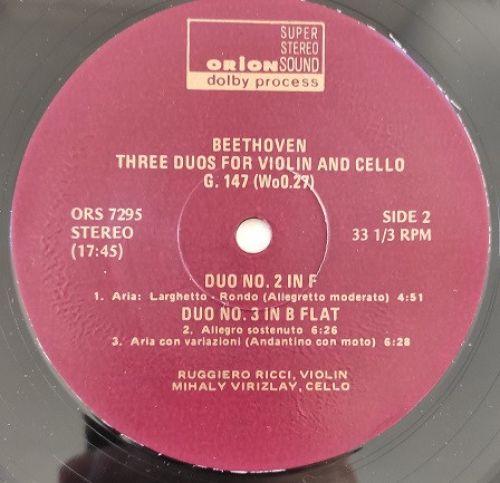 SUPER
STEREO
ORION SOUND
dolby process
BEETHOVEN
THREE DUOS FOR VIOLIN AND CELLO
G. 147 (Wo0.27)
ORS 7295
STEREO
(17:45)
SIDE 2
33 1/3 RPM
DUO NO. 2 IN F
1. Aria: Larghetto - Rondo (Allegretto moderato) 4:51
DUO NO. 3 IN B FLAT
2. Allegro sostenuto 6:26
3. Aria con variazioni (Andantino con moto) 6:28
RUGGIERO RICCI, VIOLIN
MIHALY VIRIZLAY, CELLO